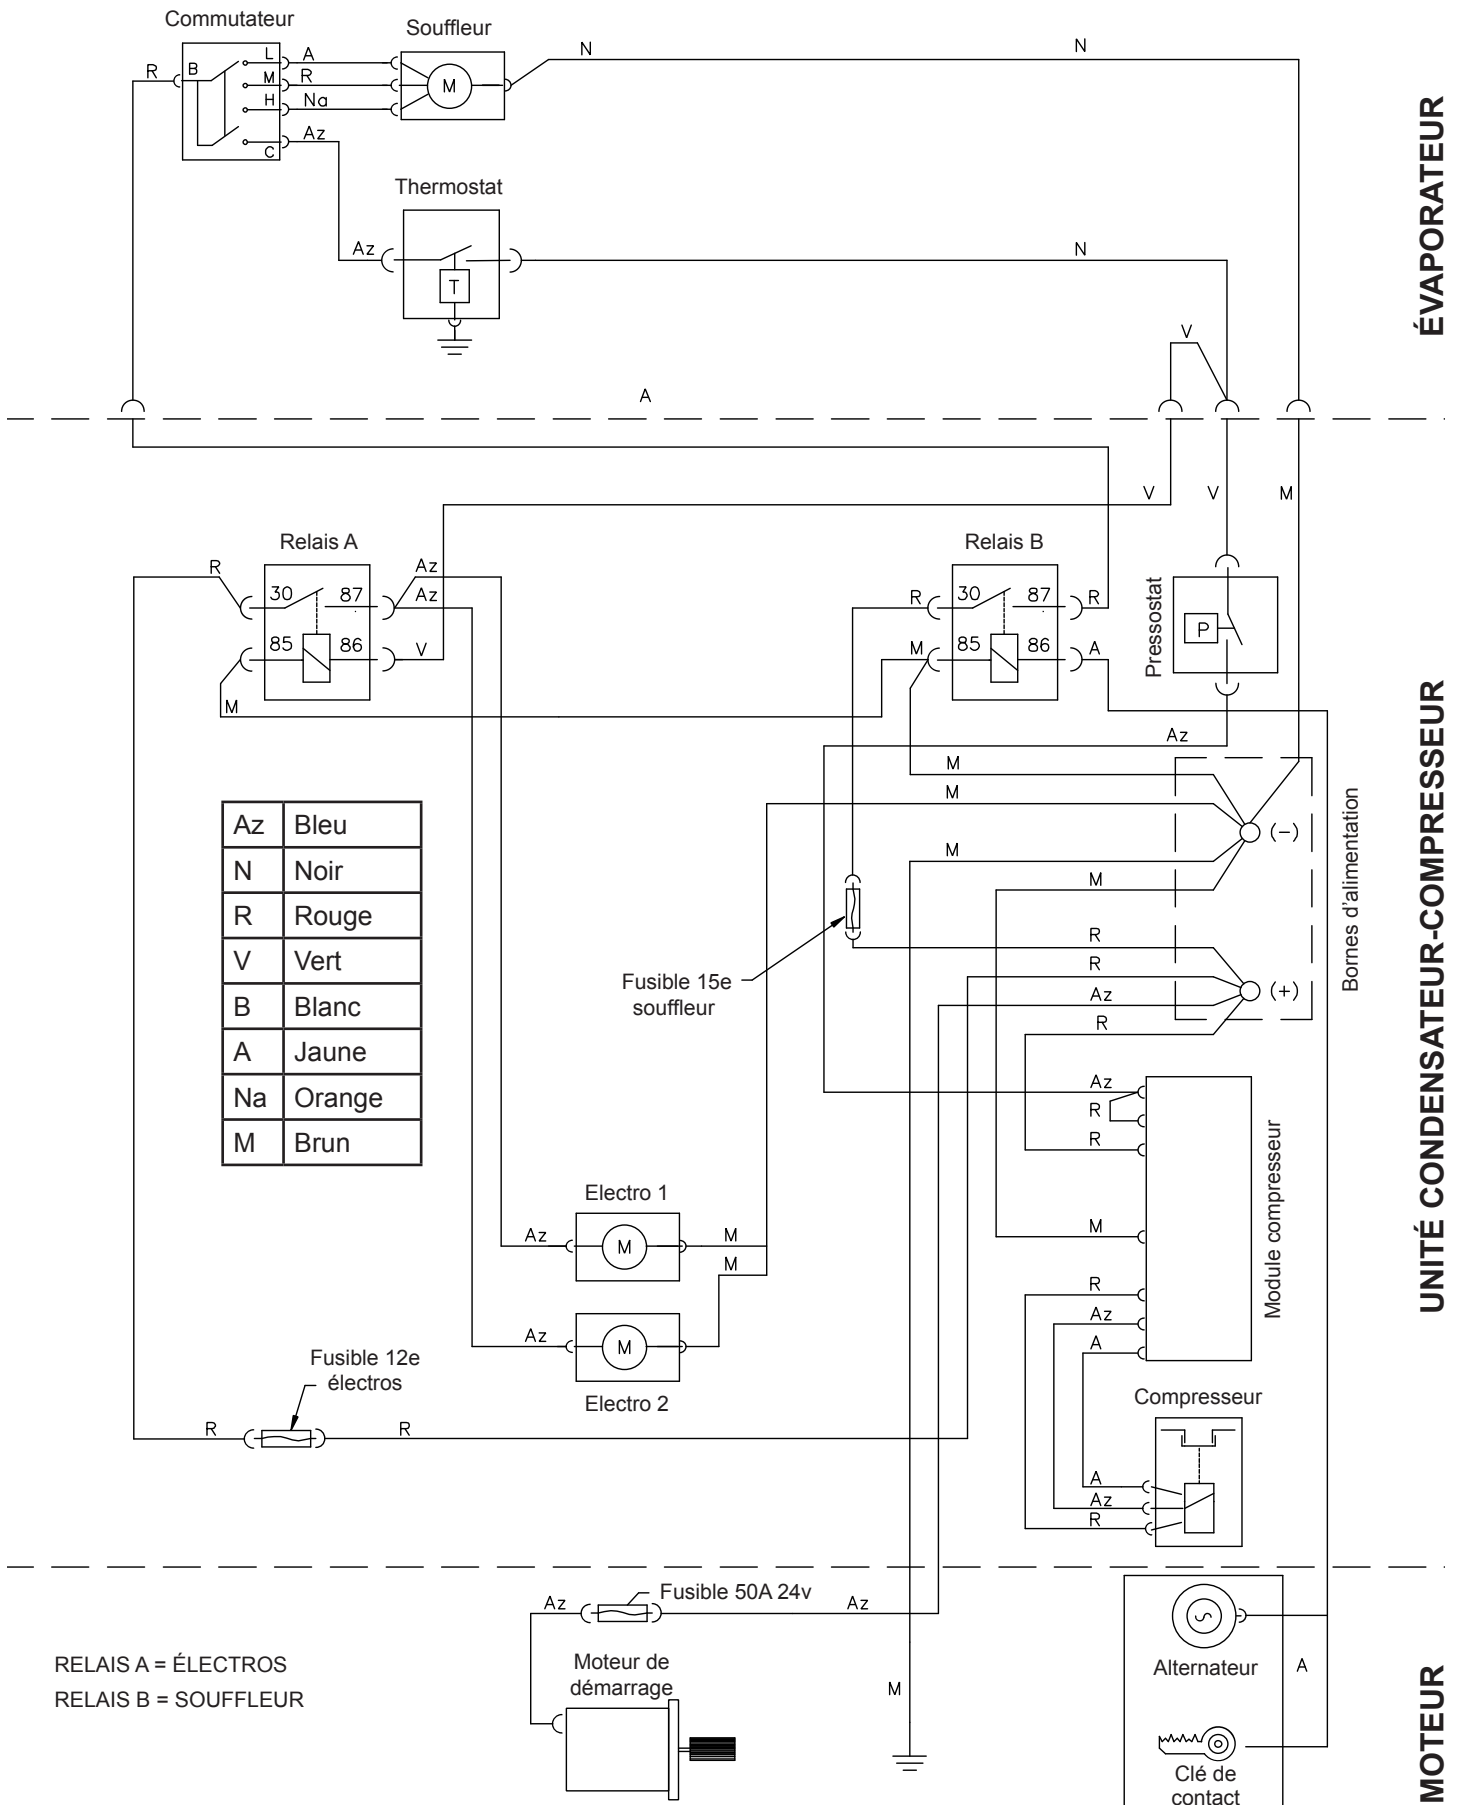 Commutateur
Souffleur
N
N
R
B
L
A
M
R
M
H
Na
C
Az
Thermostat
Az
T
N
V
ÉVAPORATEUR
A
V
V
M
Relais A
Relais B
R
30
87
Az
Az
85
86
V
M
R
30
87
R
M
85
86
A
Pressostat
P
Az
M
M
(-)
M
M
Bornes d'alimentation
R
R
(+)
Az
R
Az Bleu
N Noir
R Rouge
V Vert
B Blanc
A Jaune
Na Orange
M Brun
Fusible 15e
souffleur
UNITÉ CONDENSATEUR-COMPRESSEUR
Az
R
R
M
R
Az
A
Module compresseur
Electro 1
Az
M
M
M
Az
M
Electro 2
Fusible 12e
électros
R
R
Compresseur
A
Az
R
Az
Fusible 50A 24v
Az
RELAIS A = ÉLECTROS
RELAIS B = SOUFFLEUR
Moteur de
démarrage
M
Alternateur
A
Clé de
contact
MOTEUR